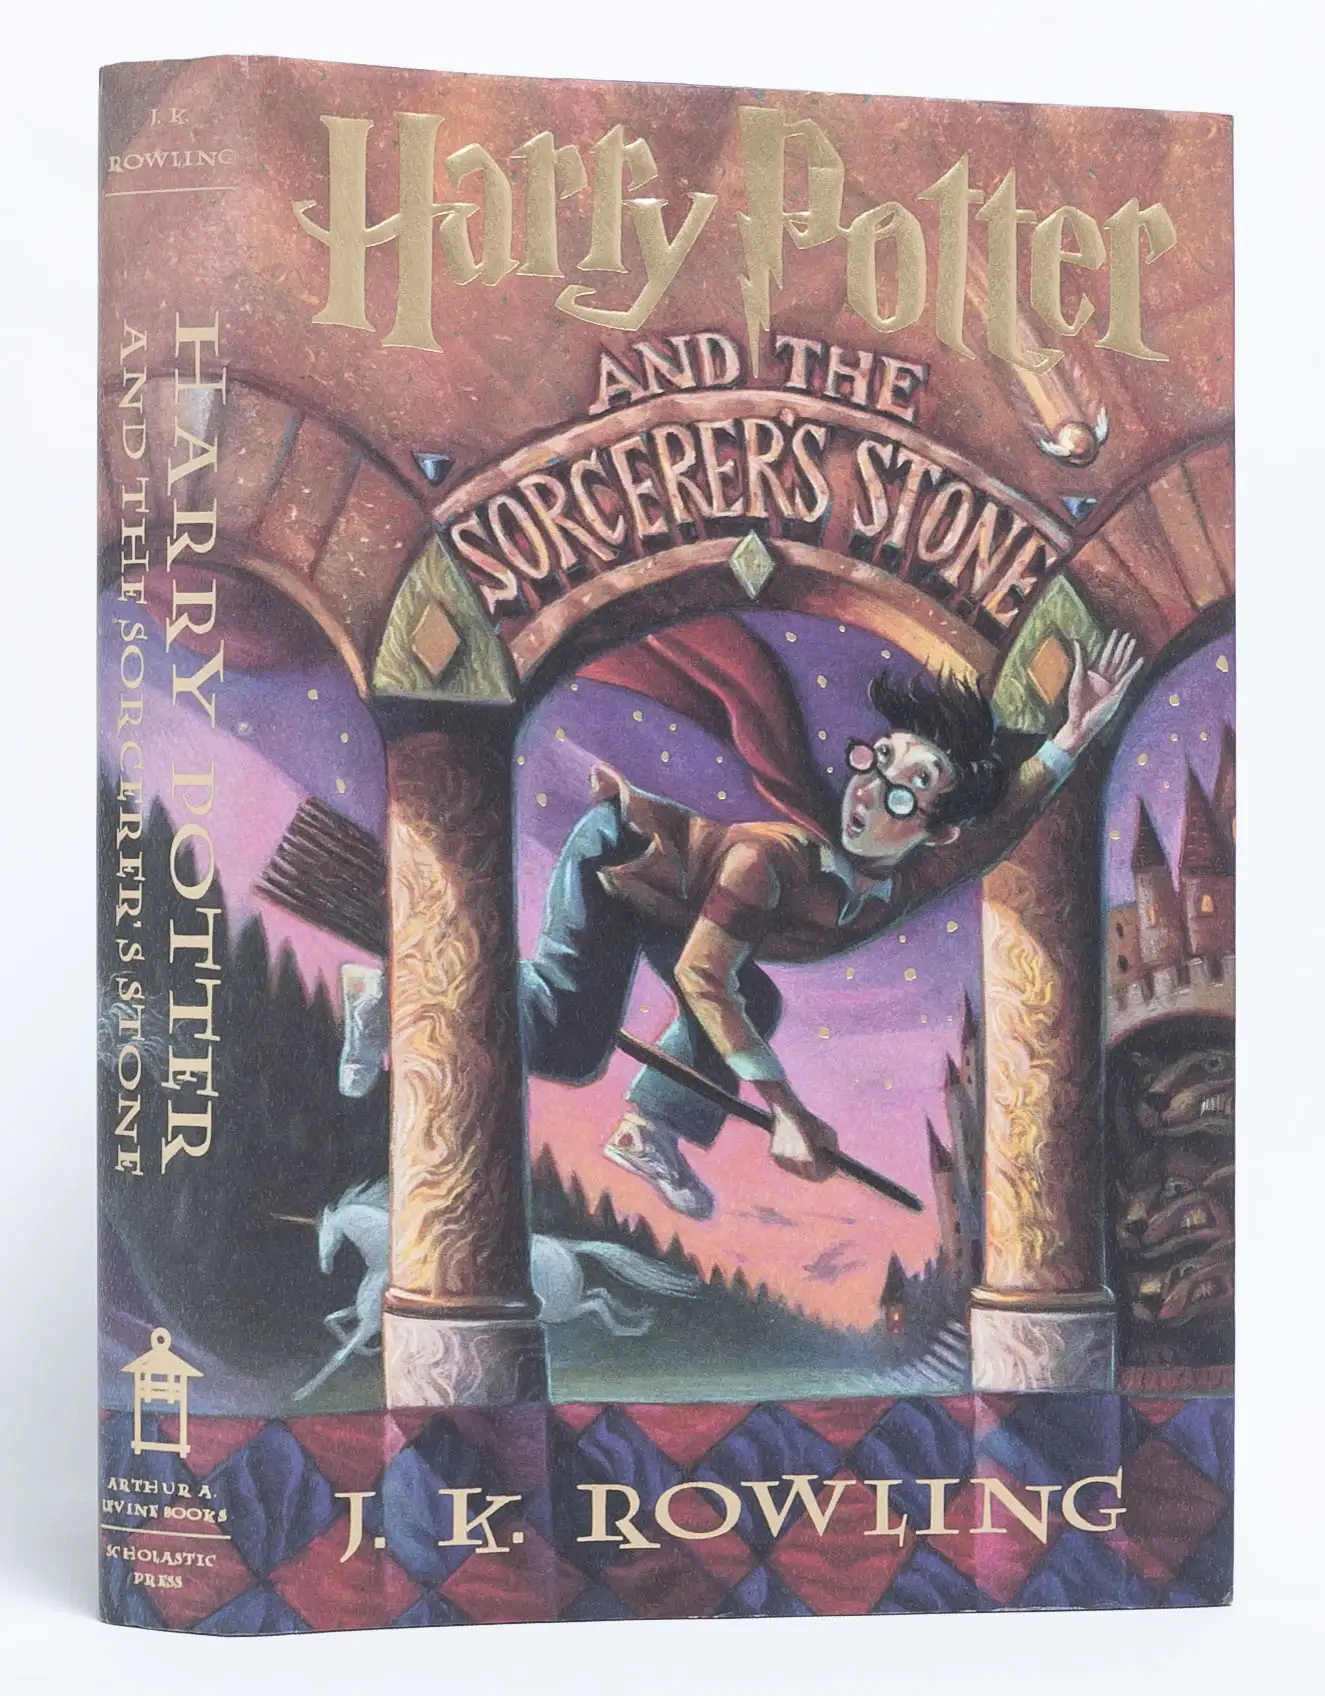 J. K.
ROWLING
HARRY POTTER
AND THE SORCERER'S STONE
ARTHUR A.
LEVINE BOOKS
SCHOLASTIC
PRESS
Harry Potter
AND THE
SORCERER'S STONE
J. K. ROWLING